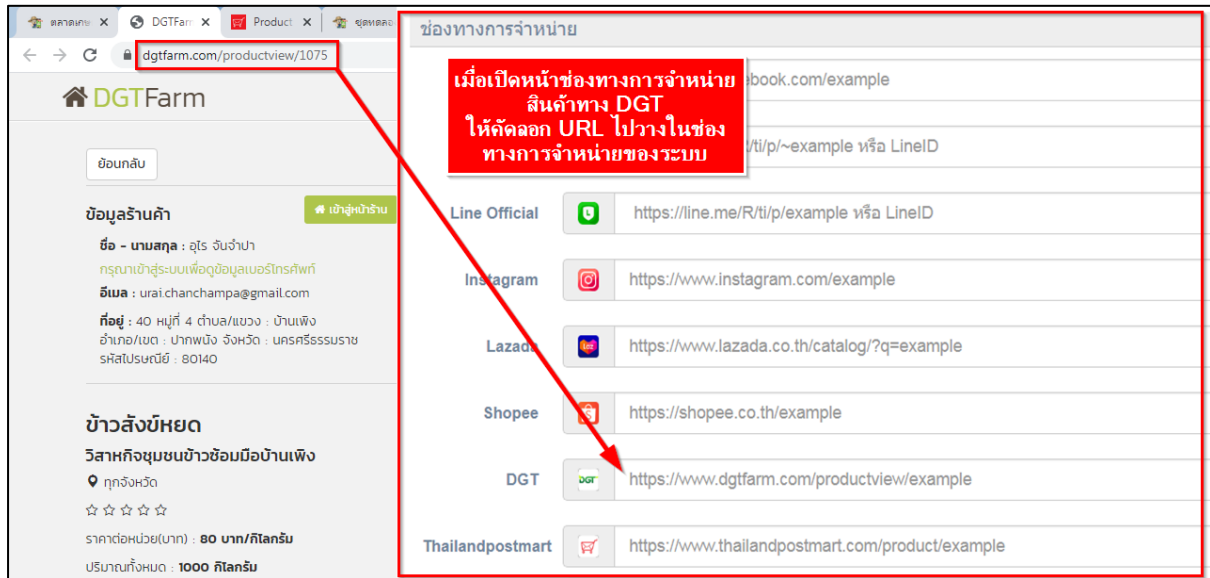 ตลาดเกษ
DGTFarm
Product
ชุดทดลอง
dgtfarm.com/productview/1075
DGTFarm
ย้อนกลับ
ข้อมูลร้านค้า
เข้าสู่หน้าร้าน
ชื่อ - นามสกุล : อุไร จันจำปา
กรุณาเข้าสู่ระบบเพื่อดูข้อมูลเบอร์โทรศัพท์
อีเมล : urai.chanchampa@gmail.com
ที่อยู่ : 40 หมู่ที่ 4 ตำบล/แขวง : บ้านเพิง
อำเภอ/เขต : ปากพนัง จังหวัด : นครศรีธรรมราช
รหัสไปรษณีย์ : 80140
ข้าวสังข์หยด
วิสาหกิจชุมชนข้าวซ้อมมือบ้านเพิง
ทุกจังหวัด
ราคาต่อหน่วย(บาท) : 80 บาท/กิโลกรัม
ปริมาณทั้งหมด : 1000 กิโลกรัม
ช่องทางการจำหน่าย
เมื่อเปิดหน้าช่องทางการจำหน่าย
สินค้าทาง DGT
ให้คัดลอก URL ไปวางในช่อง
ทางการจำหน่ายของระบบ
book.com/example
/ti/p/~example หรือ LineID
Line Official
https://line.me/R/ti/p/example หรือ LineID
Instagram
https://www.instagram.com/example
Lazada
https://www.lazada.co.th/catalog/?q=example
Shopee
https://shopee.co.th/example
DGT
DGT
https://www.dgtfarm.com/productview/example
Thailandpostmart
https://www.thailandpostmart.com/product/example